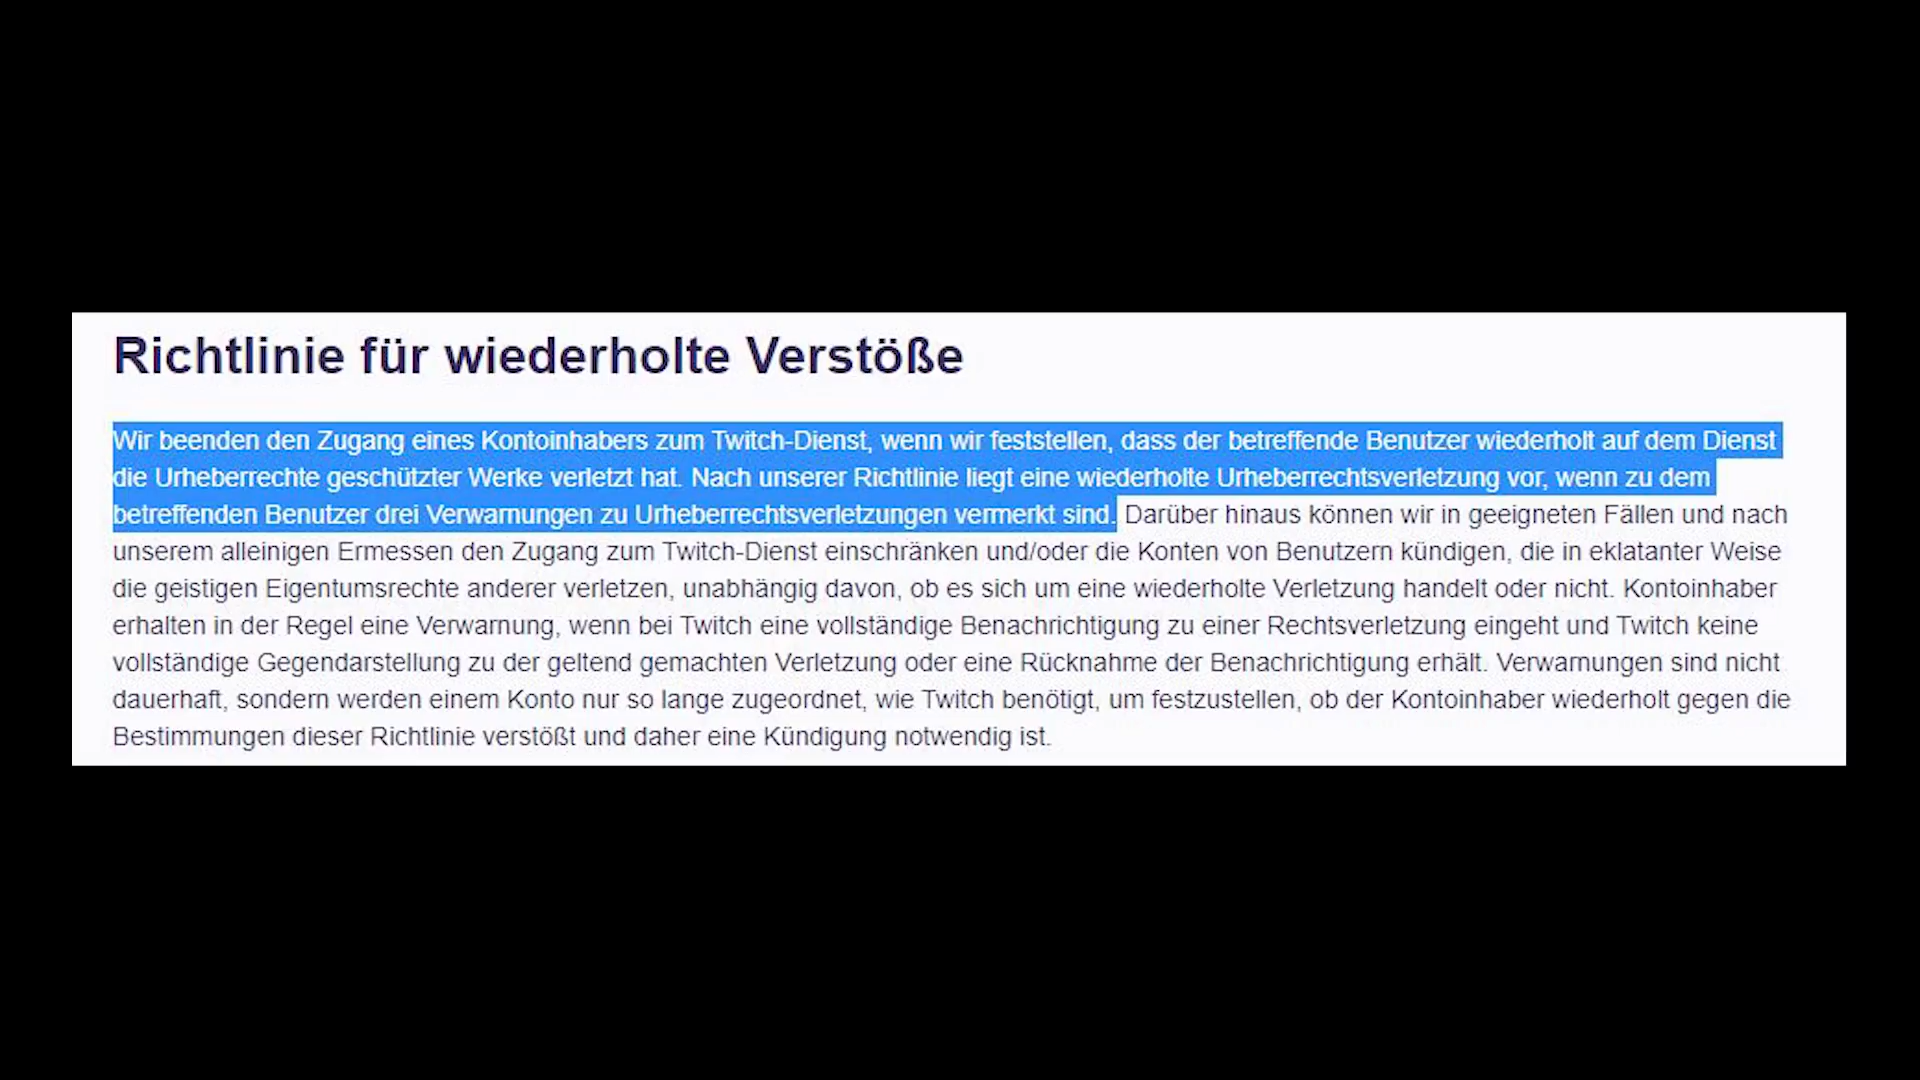 Richtlinie für wiederholte Verstöße
Wir beenden den Zugang eines Kontoinhabers zum Twitch-Dienst, wenn wir feststellen, dass der betreffende Benutzer wiederholt auf dem Dienst
die Urheberrechte geschützter Werke verletzt hat. Nach unserer Richtlinie liegt eine wiederholte Urheberrechtsverletzung vor, wenn zu dem
betreffenden Benutzer drei Verwarnungen zu Urheberrechtsverletzungen vermerkt sind. Darüber hinaus können wir in geeigneten Fällen und nach
unserem alleinigen Ermessen den Zugang zum Twitch-Dienst einschränken und/oder die Konten von Benutzern kündigen, die in eklatanter Weise
die geistigen Eigentumsrechte anderer verletzen, unabhängig davon, ob es sich um eine wiederholte Verletzung handelt oder nicht. Kontoinhaber
erhalten in der Regel eine Verwarnung, wenn bei Twitch eine vollständige Benachrichtigung zu einer Rechtsverletzung eingeht und Twitch keine
vollständige Gegendarstellung zu der geltend gemachten Verletzung oder eine Rücknahme der Benachrichtigung erhält. Verwarnungen sind nicht
dauerhaft, sondern werden einem Konto nur so lange zugeordnet, wie Twitch benötigt, um festzustellen, ob der Kontoinhaber wiederholt gegen die
Bestimmungen dieser Richtlinie verstößt und daher eine Kündigung notwendig ist.